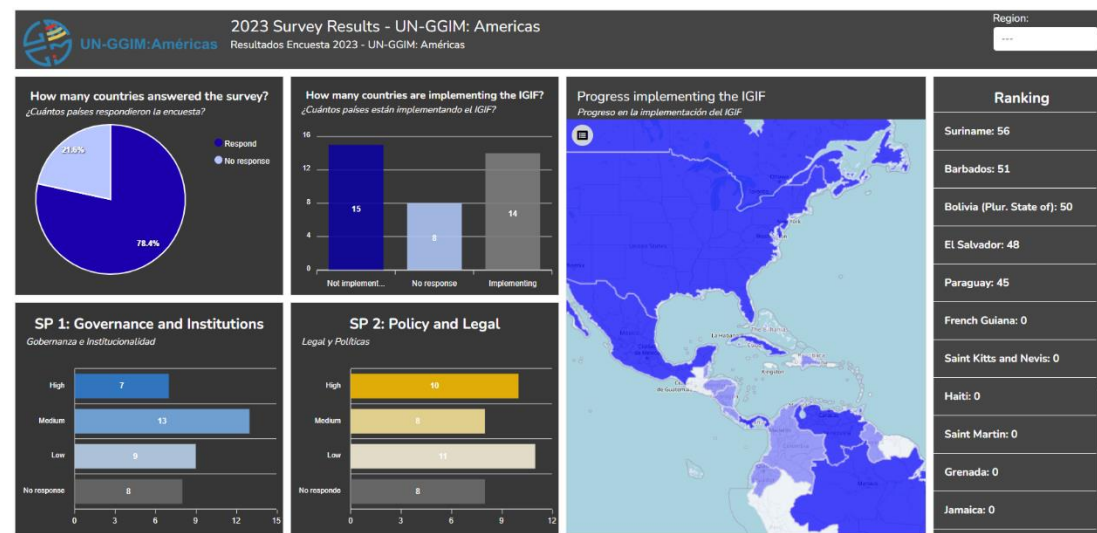 UN-GGIM:Américas
2023 Survey Results - UN-GGIM: Americas
Resultados Encuesta 2023 - UN-GGIM: Américas
Region:
---
How many countries answered the survey?
¿Cuántos países respondieron la encuesta?
Respond
No response
21.6%
78.4%
How many countries are implementing the IGIF?
¿Cuántos países están implementando el IGIF?
16
12
8
4
0
15
8
14
Not implement...
No response
Implementing
Progress implementing the IGIF
Progreso en la implementación del IGIF
La Habana
Kingston
de Guatemala
Ranking
Suriname: 56
Barbados: 51
Bolivia (Plur. State of): 50
El Salvador: 48
Paraguay: 45
French Guiana: 0
Saint Kitts and Nevis: 0
Haiti: 0
Saint Martin: 0
Grenada: 0
Jamaica: 0
SP 1: Governance and Institutions
Gobernanza e Institucionalidad
High
7
Medium
13
Low
9
No response
8
0
3
6
9
12
15
SP 2: Policy and Legal
Legal y Políticas
High
10
Medium
8
Low
11
No responde
8
0
3
6
9
12